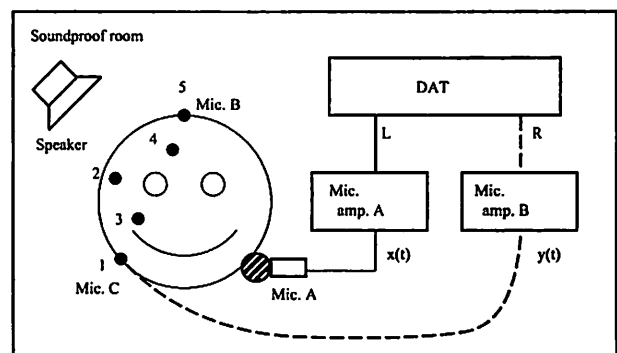 Soundproof room
Speaker
5
Mic. B
4
2
3
1
Mic. C
Mic. A
DAT
L
R
Mic.
amp. A
Mic.
amp. B
x(t)
y(t)